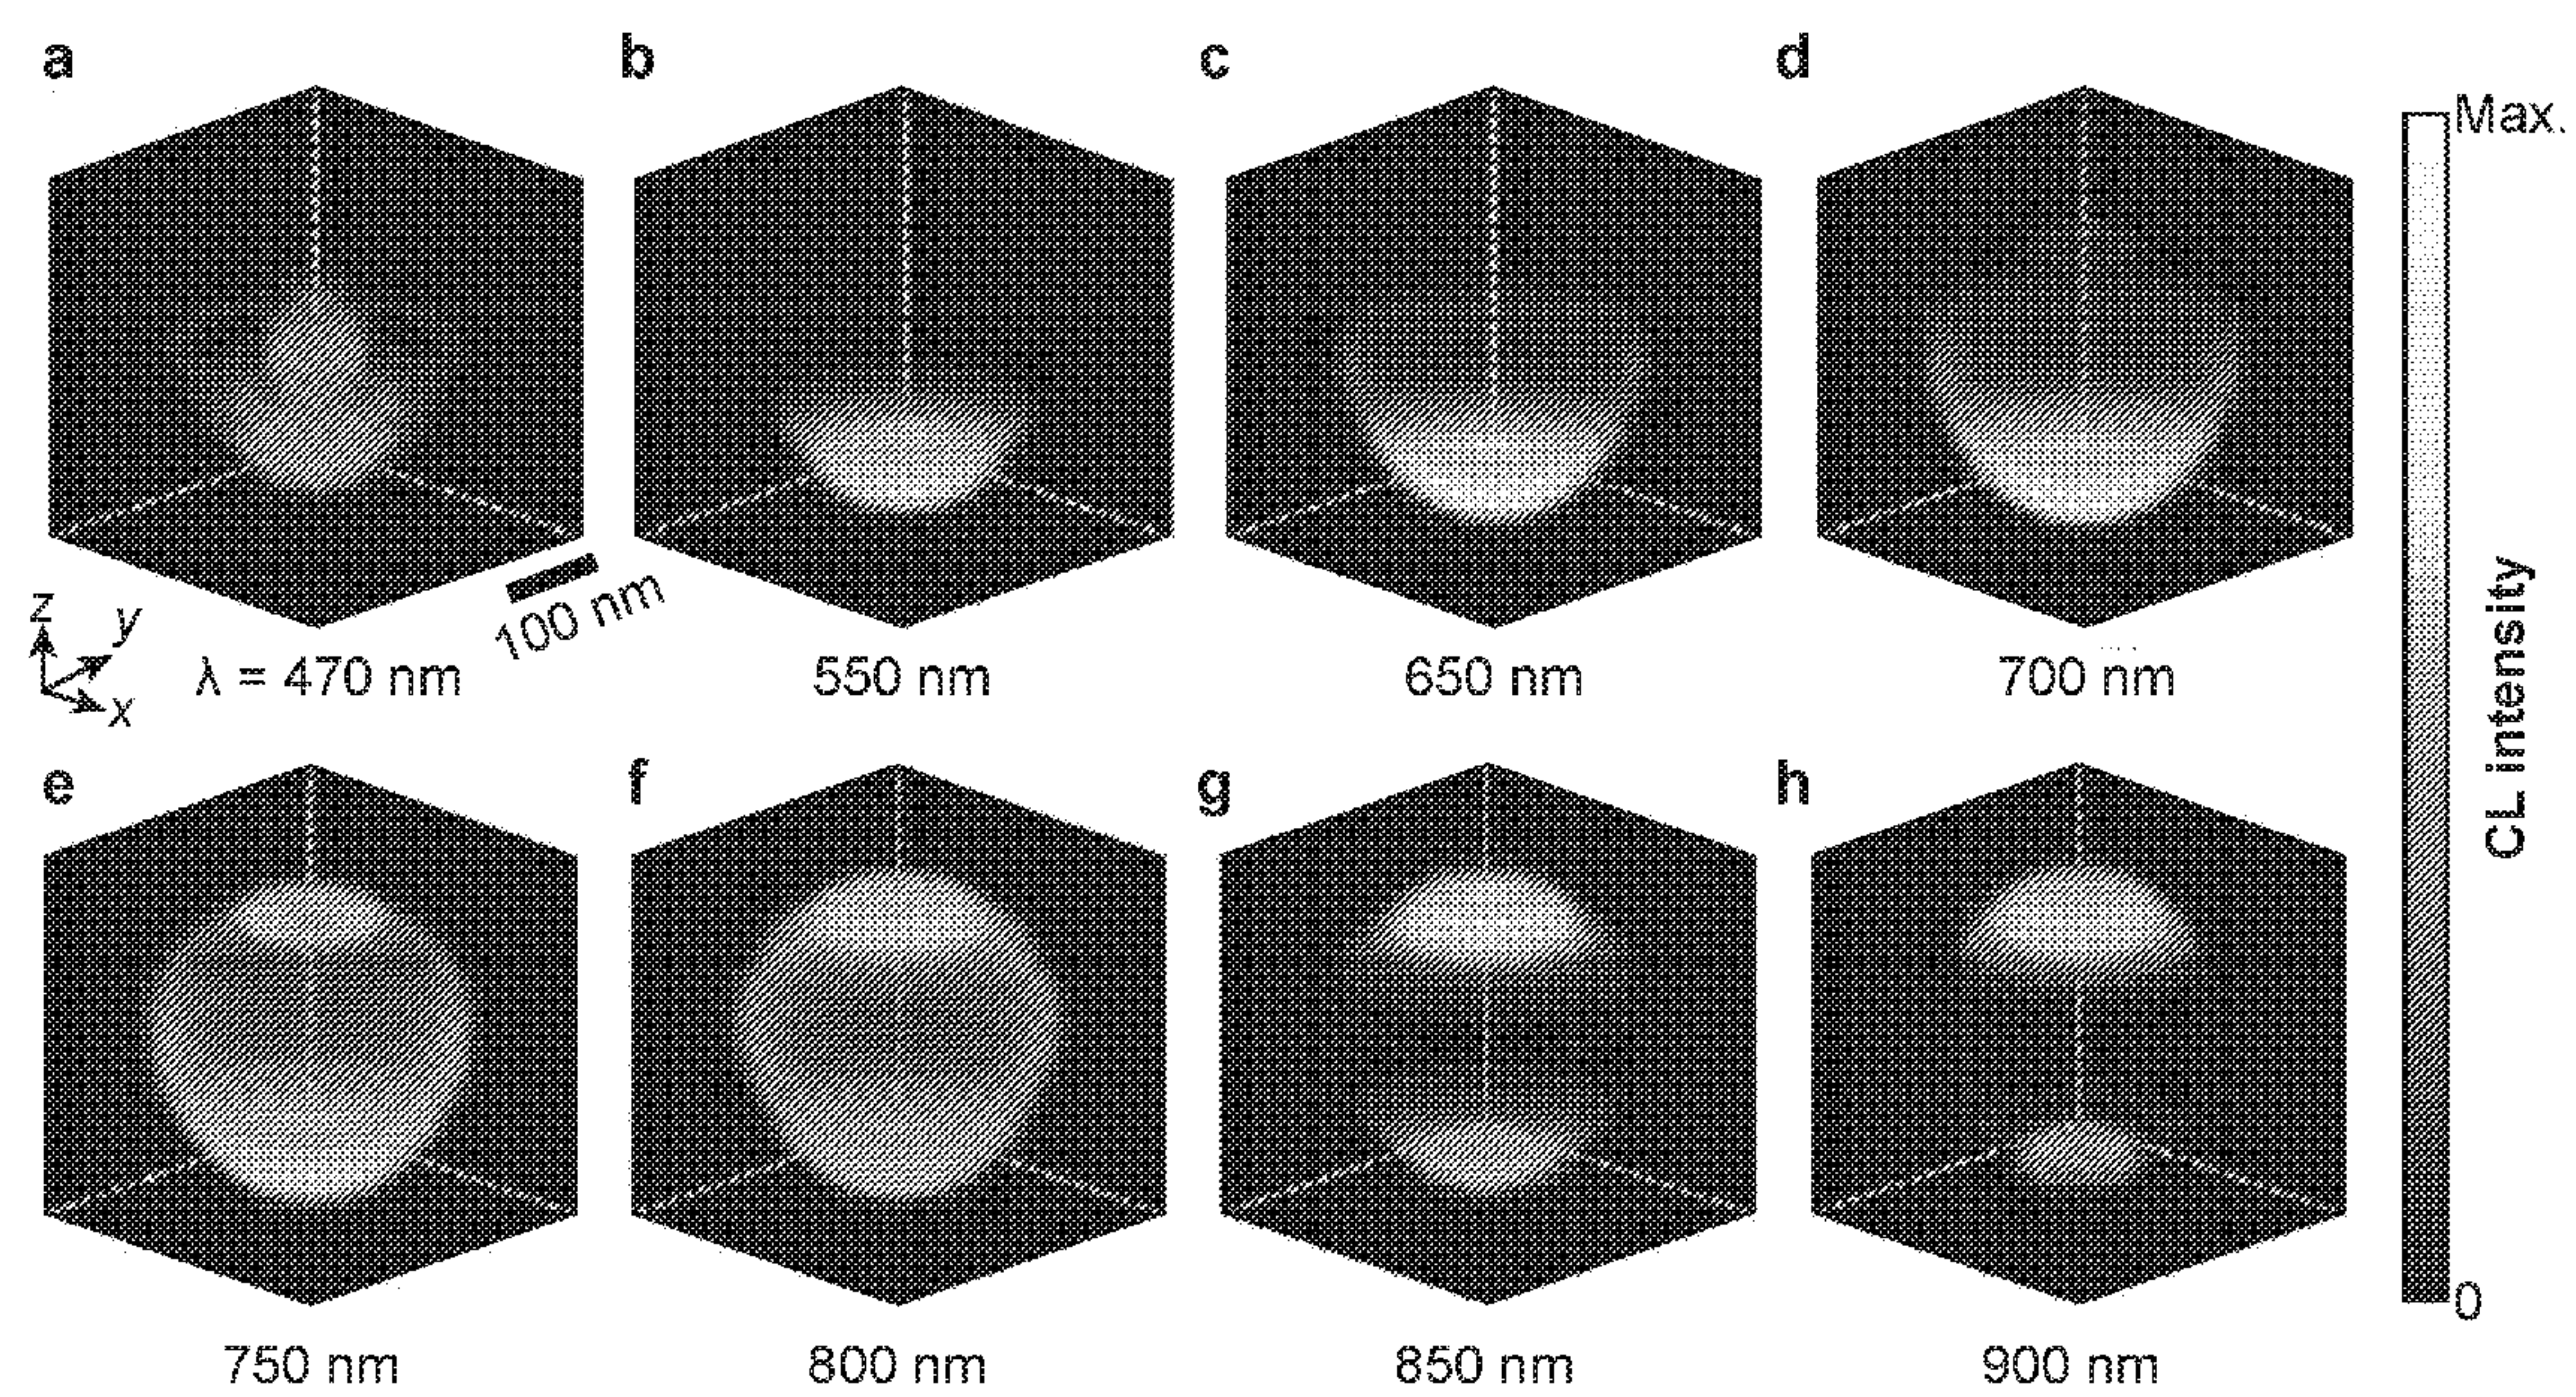 a b c d
Max.
z y x
100 nm
λ = 470 nm
550 nm
650 nm
700 nm
CL intensity
e f g h
0
750 nm
800 nm
850 nm
900 nm